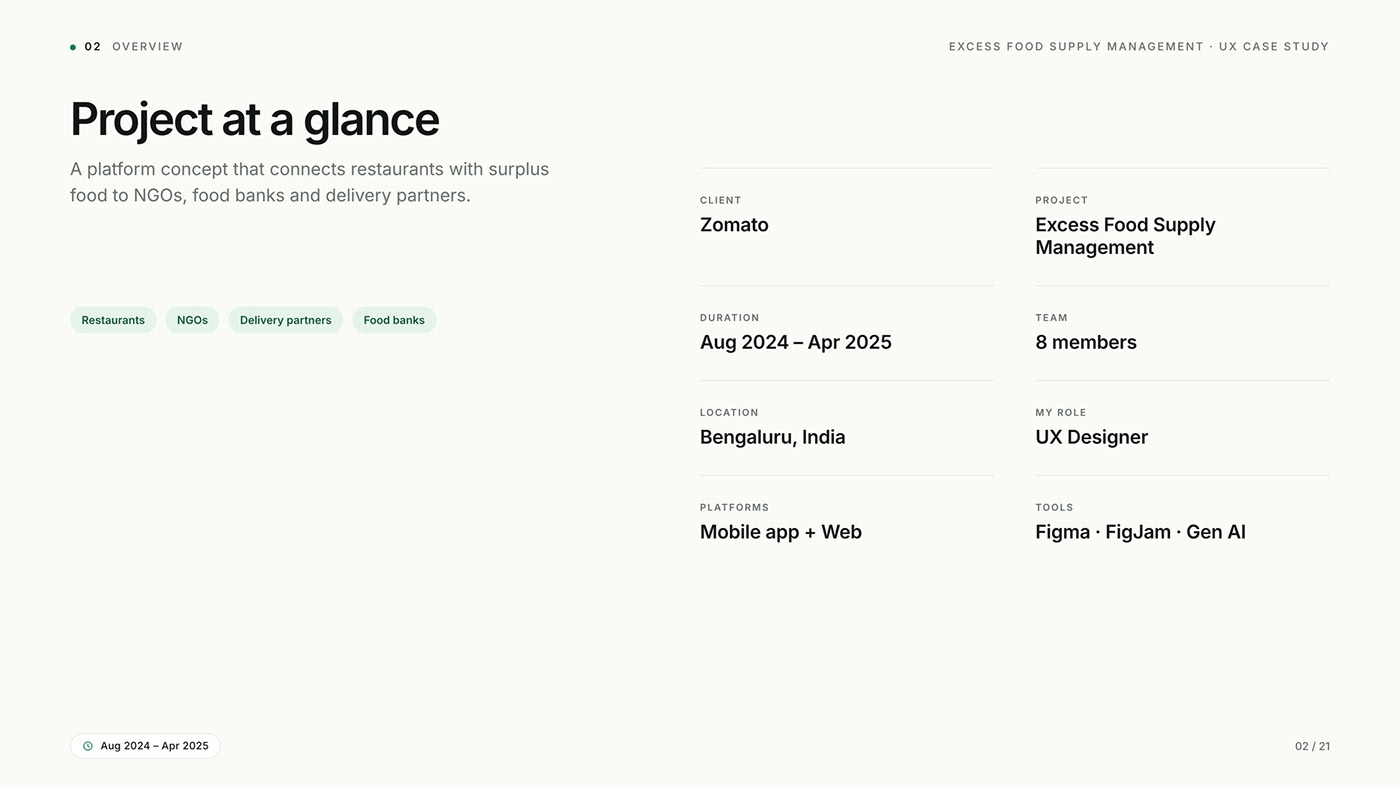 02 OVERVIEW
EXCESS FOOD SUPPLY MANAGEMENT · UX CASE STUDY
Project at a glance
A platform concept that connects restaurants with surplus
food to NGOs, food banks and delivery partners.
Restaurants
NGOs
Delivery partners
Food banks
CLIENT
Zomato
PROJECT
Excess Food Supply
Management
DURATION
Aug 2024 – Apr 2025
TEAM
8 members
LOCATION
Bengaluru, India
MY ROLE
UX Designer
PLATFORMS
Mobile app + Web
TOOLS
Figma · FigJam · Gen AI
Aug 2024 – Apr 2025
02 / 21